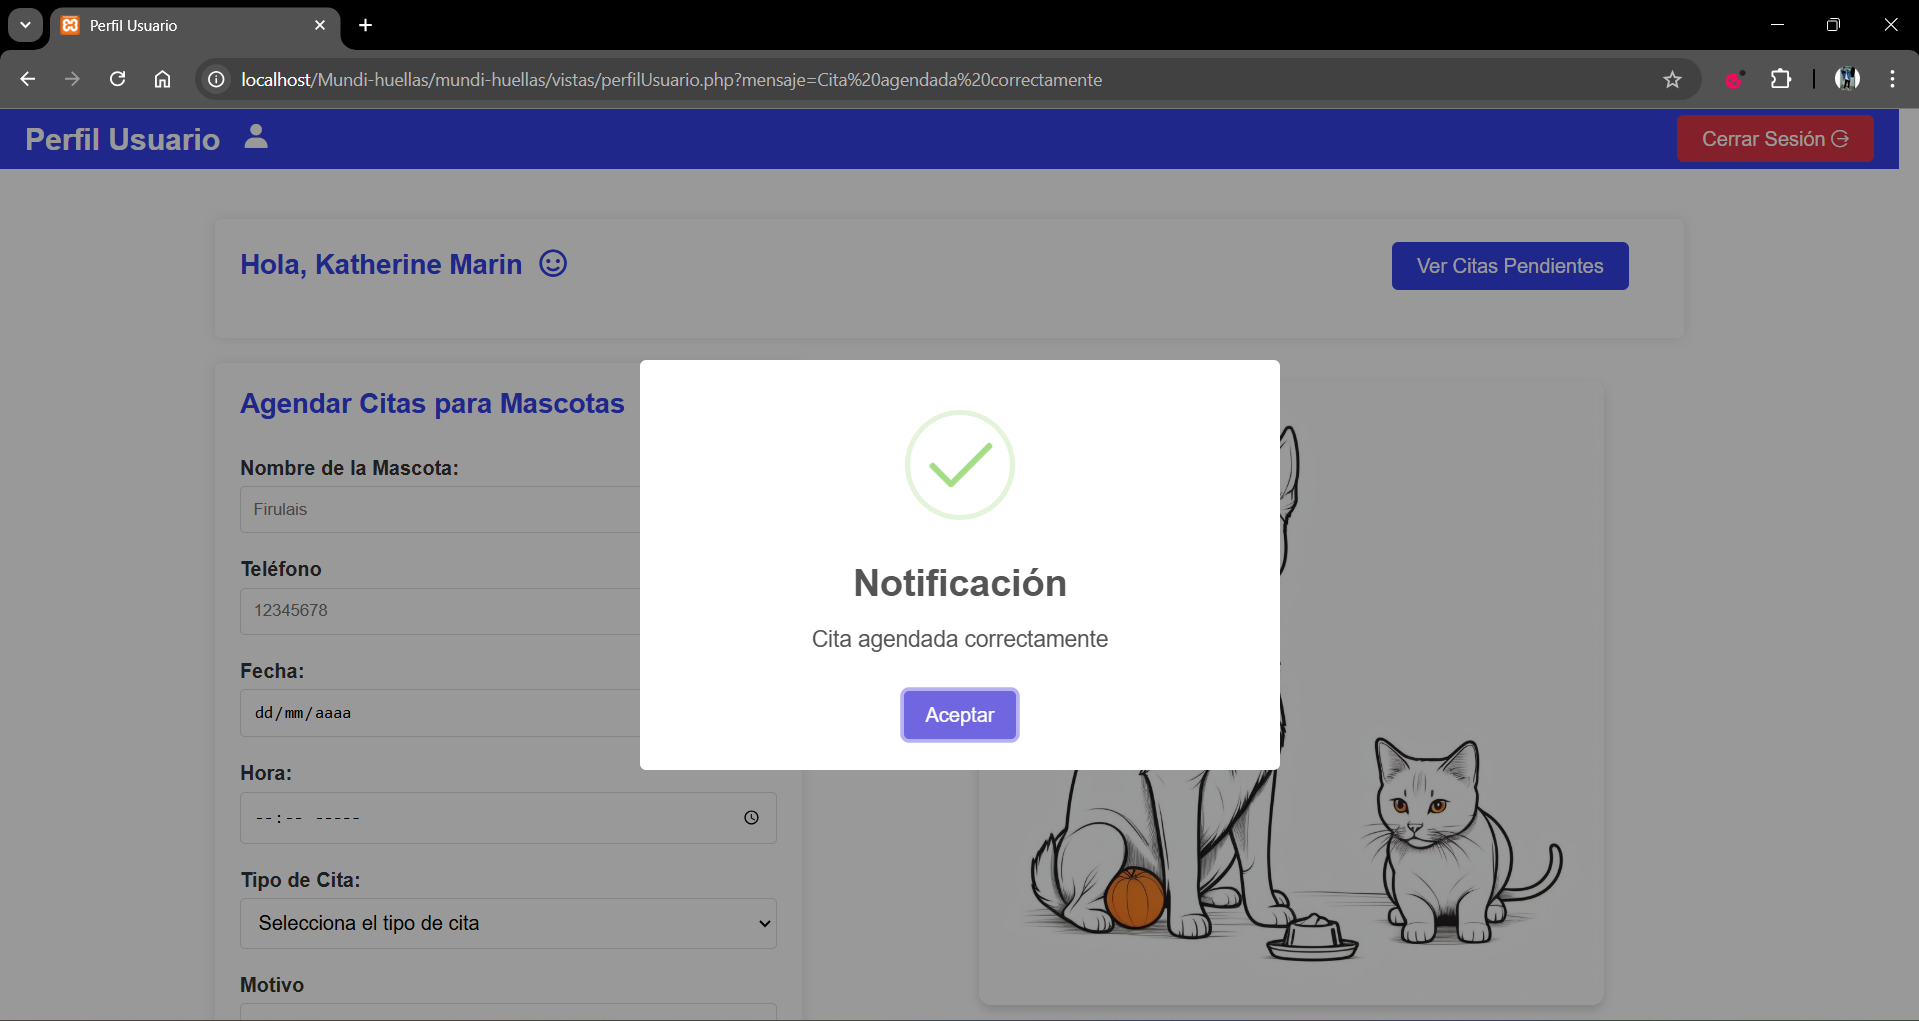 Perfil Usuario
localhost/Mundi-huellas/mundi-huellas/vistas/perfilUsuario.php?mensaje=Cita%20agendada%20correctamente
Perfil Usuario
Cerrar Sesión
Hola, Katherine Marin
Ver Citas Pendientes
Agendar Citas para Mascotas
Nombre de la Mascota:
Firulais
Teléfono
12345678
Fecha:
dd/mm/aaaa
Hora:
--:-- -----
Tipo de Cita:
Selecciona el tipo de cita
Motivo
Notificación
Cita agendada correctamente
Aceptar